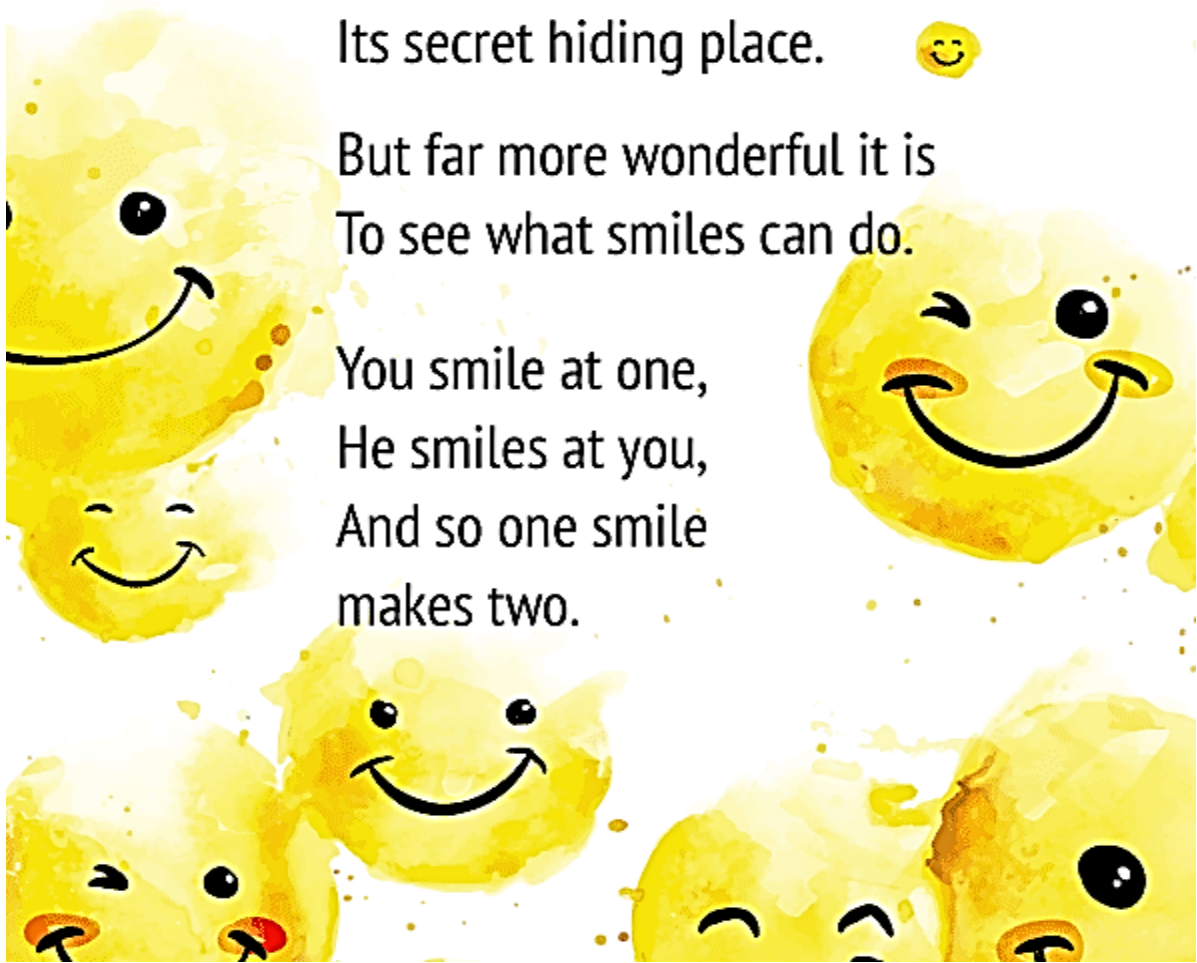 Its secret hiding place.
But far more wonderful it is
To see what smiles can do.
You smile at one,
He smiles at you,
And so one smile
makes two.